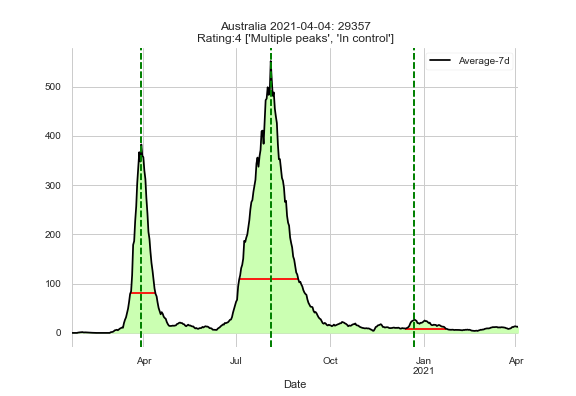 Australia 2021-04-04: 29357
Rating:4 ['Multiple peaks', 'In control']
Average-7d
500
400
300
200
100
0
Apr Jul Oct Jan Apr
2021
Date